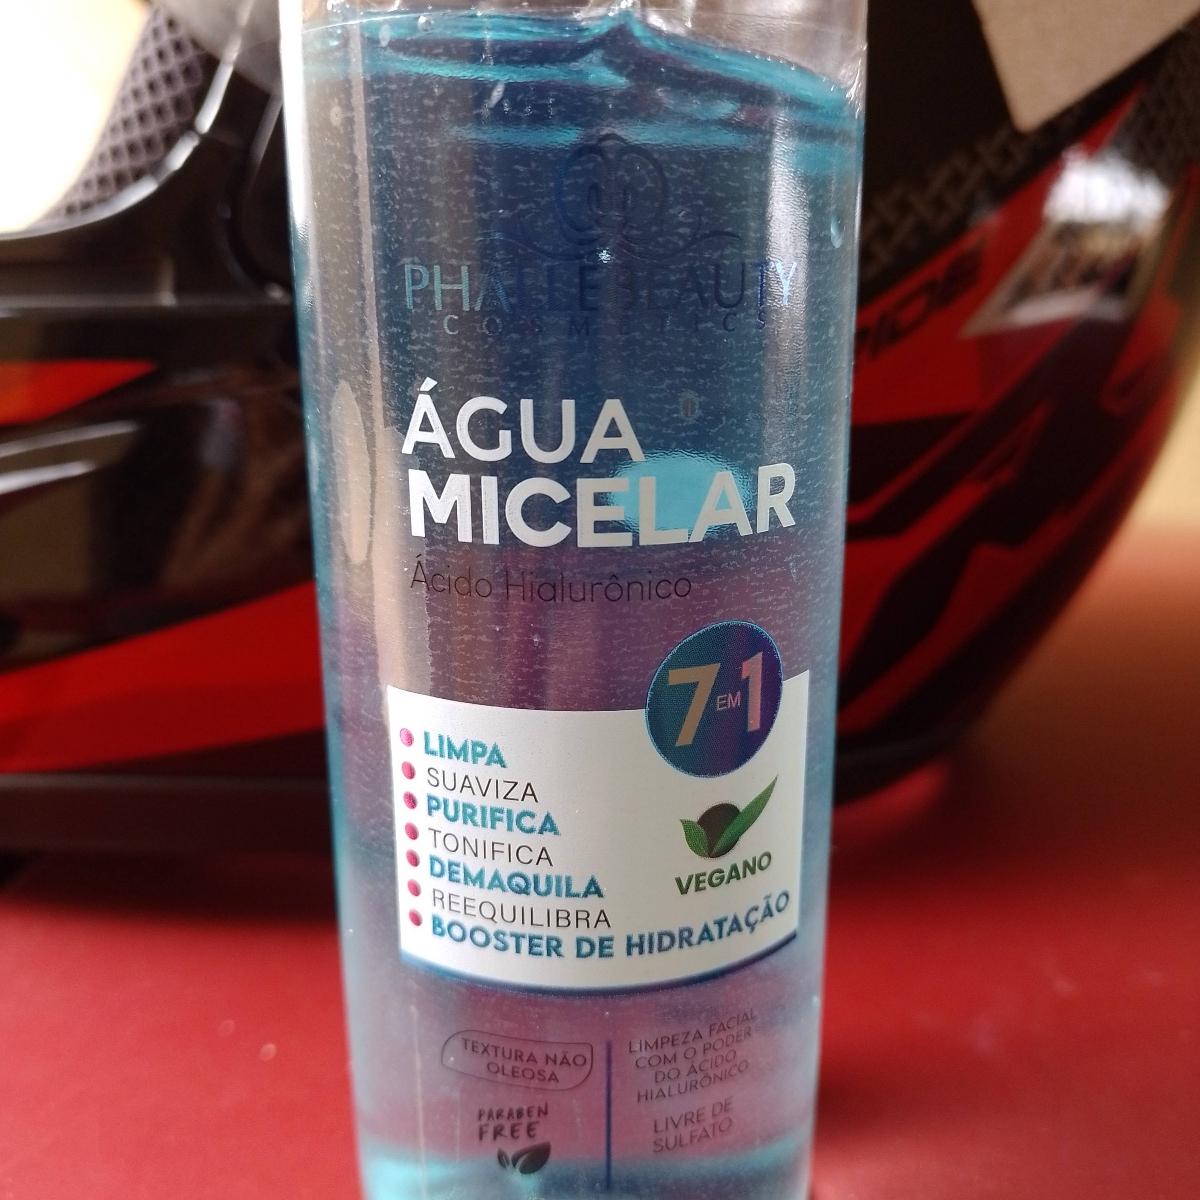 PHALLEBEAUTY
COSMETICS
ÁGUA
MICELAR
Ácido Hialurônico
7 EM 1
LIMPA
SUAVIZA
PURIFICA
TONIFICA
DEMAQUILA
REEQUILIBRA
BOOSTER DE HIDRATAÇÃO
VEGANO
TEXTURA NÃO
OLEOSA
PARABEN
FREE
LIMPEZA FACIAL
COM O PODER
DO ÁCIDO
HIALURÔNICO
LIVRE DE
SULFATO